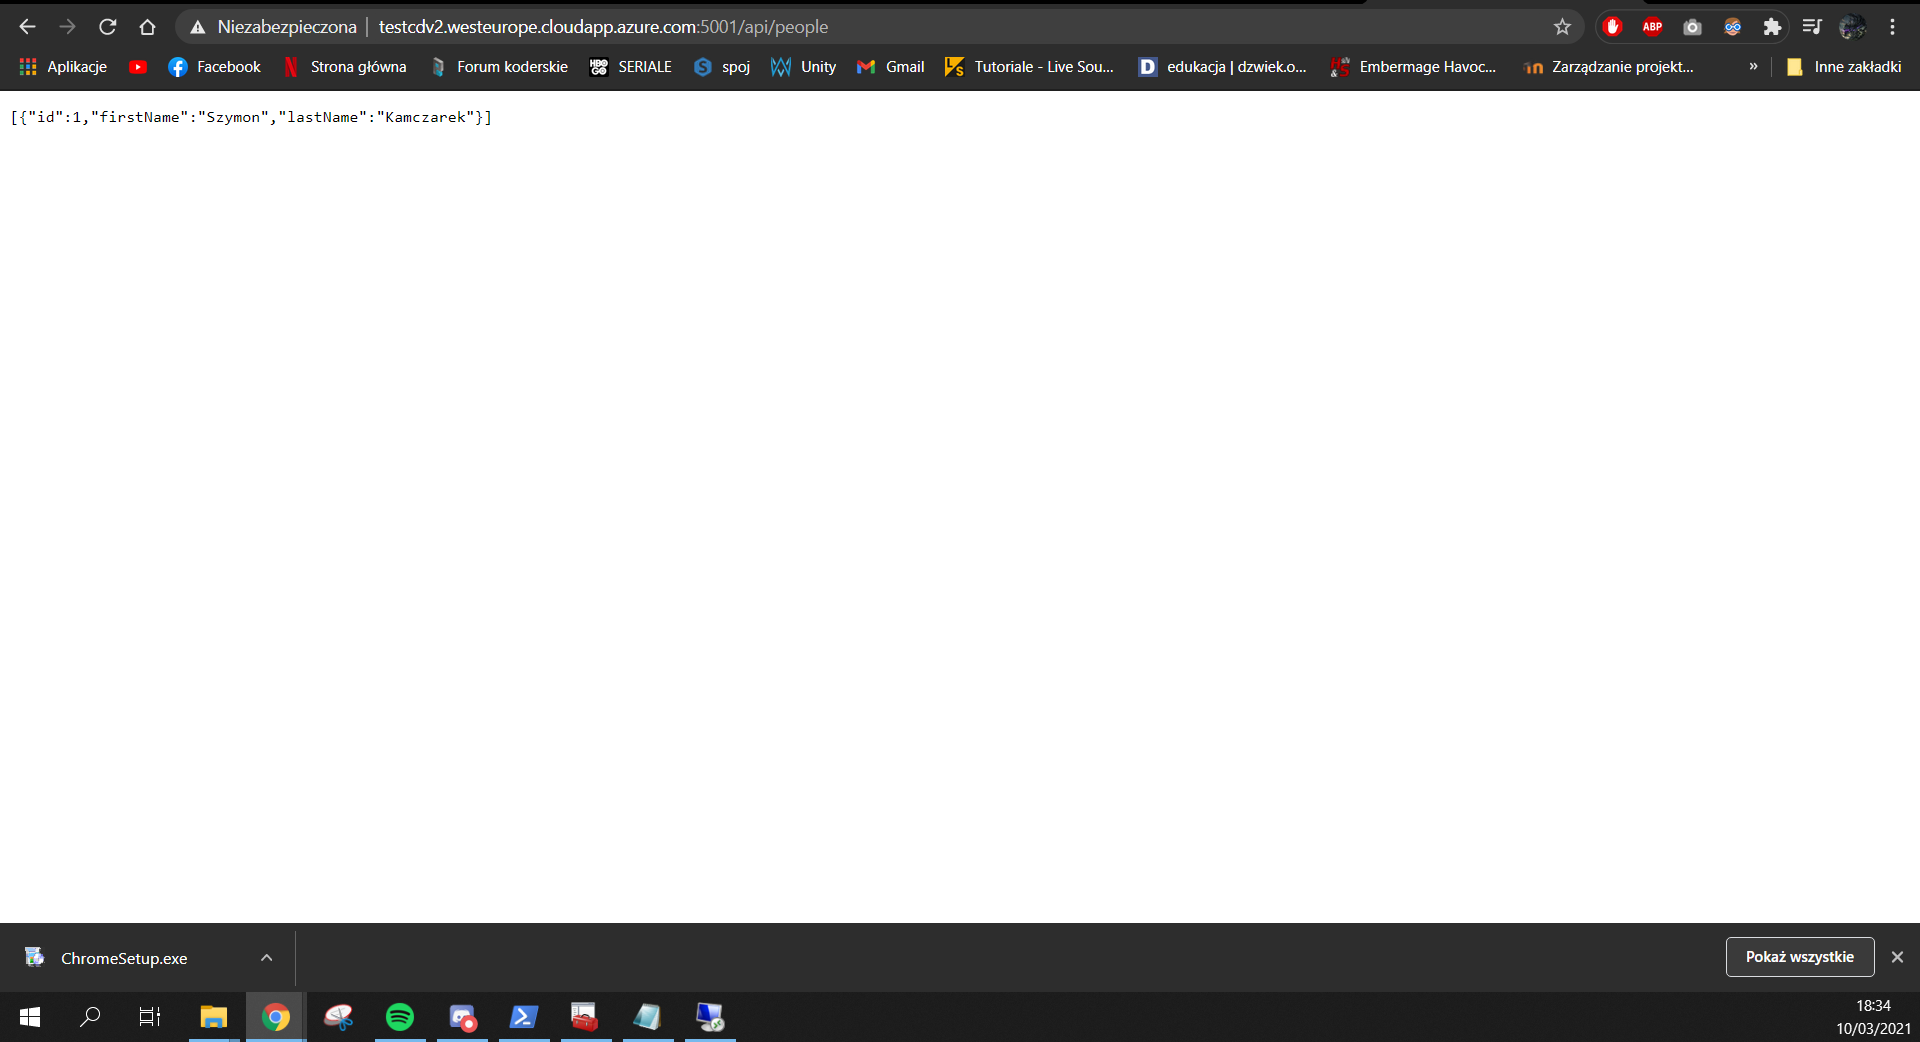 Niezabezpieczona | testcdv2.westeurope.cloudapp.azure.com:5001/api/people
ABP
Aplikacje Facebook N Strona główna Forum koderskie HBO GO SERIALE S spoj Unity Gmail Tutoriale - Live Sou... D edukacja | dzwiek.o... H&S Embermage Havoc... Zarządzanie projekt... » Inne zakładki
[{"id":1,"firstName":"Szymon","lastName":"Kamczarek"}]
ChromeSetup.exe
Pokaż wszystkie
18:34
10/03/2021